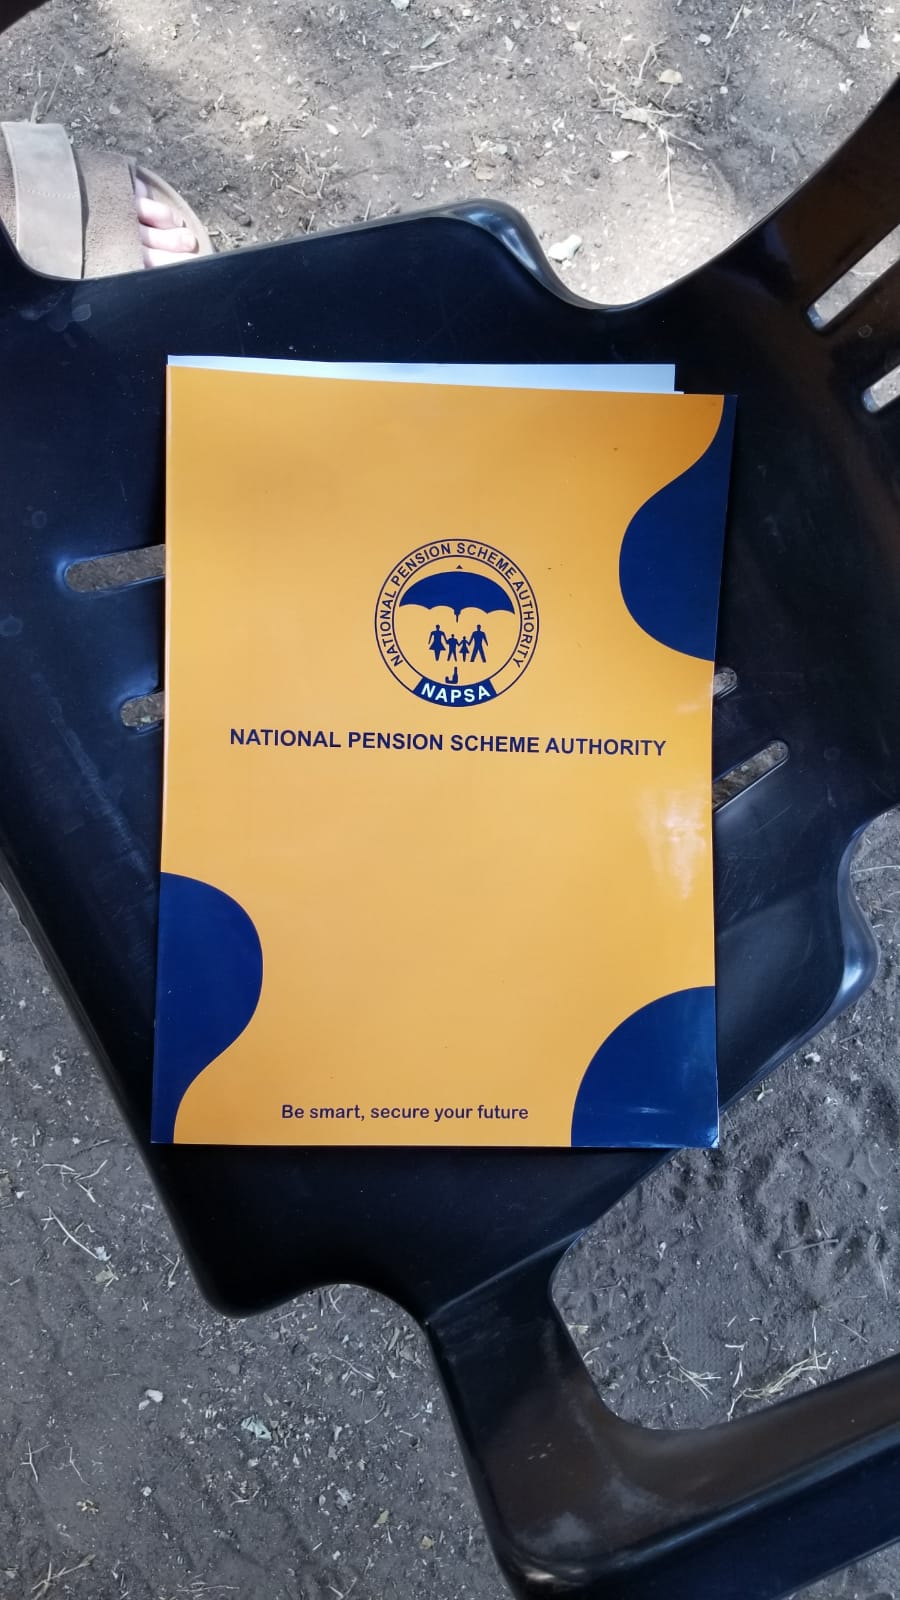 NATIONAL PENSION SCHEME AUTHORITY
NAPSA
NATIONAL PENSION SCHEME AUTHORITY
Be smart, secure your future